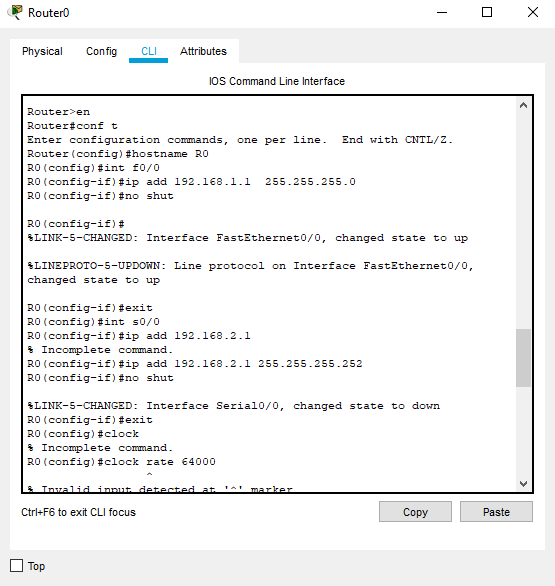 Router0
Physical Config CLI Attributes
IOS Command Line Interface
Router>en
Router#conf t
Enter configuration commands, one per line.  End with CNTL/Z.
Router(config)#hostname R0
R0(config)#int f0/0
R0(config-if)#ip add 192.168.1.1  255.255.255.0
R0(config-if)#no shut
R0(config-if)#
%LINK-5-CHANGED: Interface FastEthernet0/0, changed state to up
%LINEPROTO-5-UPDOWN: Line protocol on Interface FastEthernet0/0,
changed state to up
R0(config-if)#exit
R0(config)#int s0/0
R0(config-if)#ip add 192.168.2.1
% Incomplete command.
R0(config-if)#ip add 192.168.2.1 255.255.255.252
R0(config-if)#no shut
%LINK-5-CHANGED: Interface Serial0/0, changed state to down
R0(config-if)#exit
R0(config)#clock
% Incomplete command.
R0(config)#clock rate 64000
^
% Invalid input detected at '^' marker
Ctrl+F6 to exit CLI focus
Copy Paste
Top